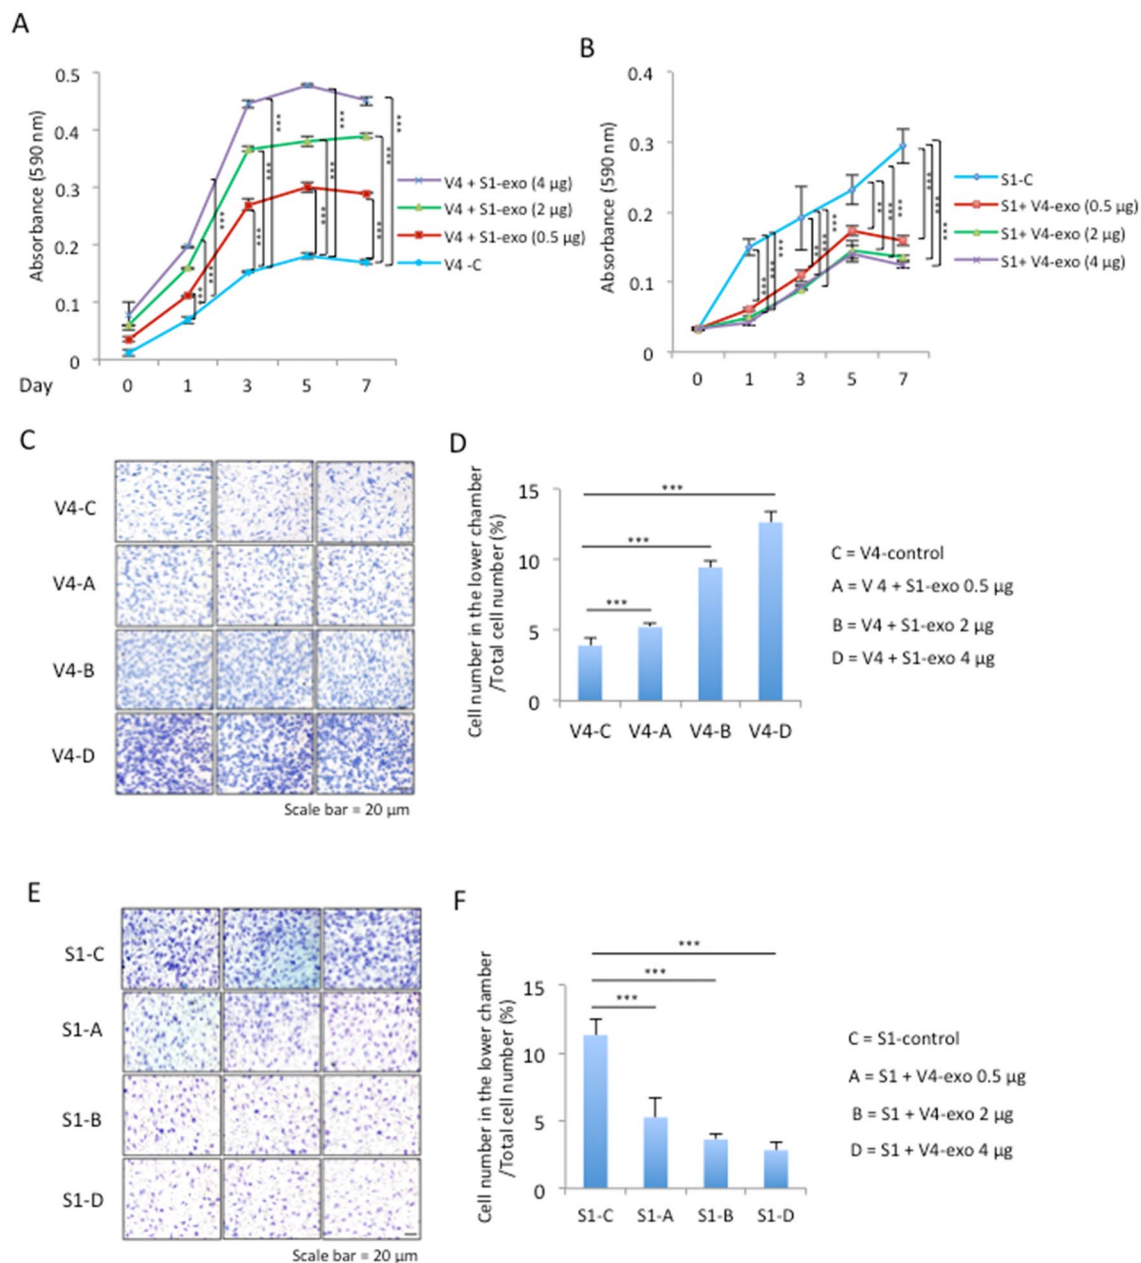 A
Absorbance (590 nm)
0.5
0.4
0.3
0.2
0.1
0
Day
0 1 3 5 7
*** *** *** *** *** *** *** *** *** *** *** ***
V4 + S1-exo (4 µg)
V4 + S1-exo (2 µg)
V4 + S1-exo (0.5 µg)
V4 -C
B
Absorbance (590 nm)
0.4
0.3
0.2
0.1
0
0 1 3 5 7
*** *** *** *** *** *** *** *** *** *** *** ***
S1-C
S1+ V4-exo (0.5 µg)
S1+ V4-exo (2 µg)
S1+ V4-exo (4 µg)
C
V4-C
V4-A
V4-B
V4-D
Scale bar = 20 µm
D
Cell number in the lower chamber
/Total cell number (%)
15
10
5
0
***
***
***
V4-C V4-A V4-B V4-D
C = V4-control
A = V 4 + S1-exo 0.5 µg
B = V4 + S1-exo 2 µg
D = V4 + S1-exo 4 µg
E
S1-C
S1-A
S1-B
S1-D
Scale bar = 20 µm
F
Cell number in the lower chamber
/Total cell number (%)
15
10
5
0
***
***
***
S1-C S1-A S1-B S1-D
C = S1-control
A = S1 + V4-exo 0.5 µg
B = S1 + V4-exo 2 µg
D = S1 + V4-exo 4 µg